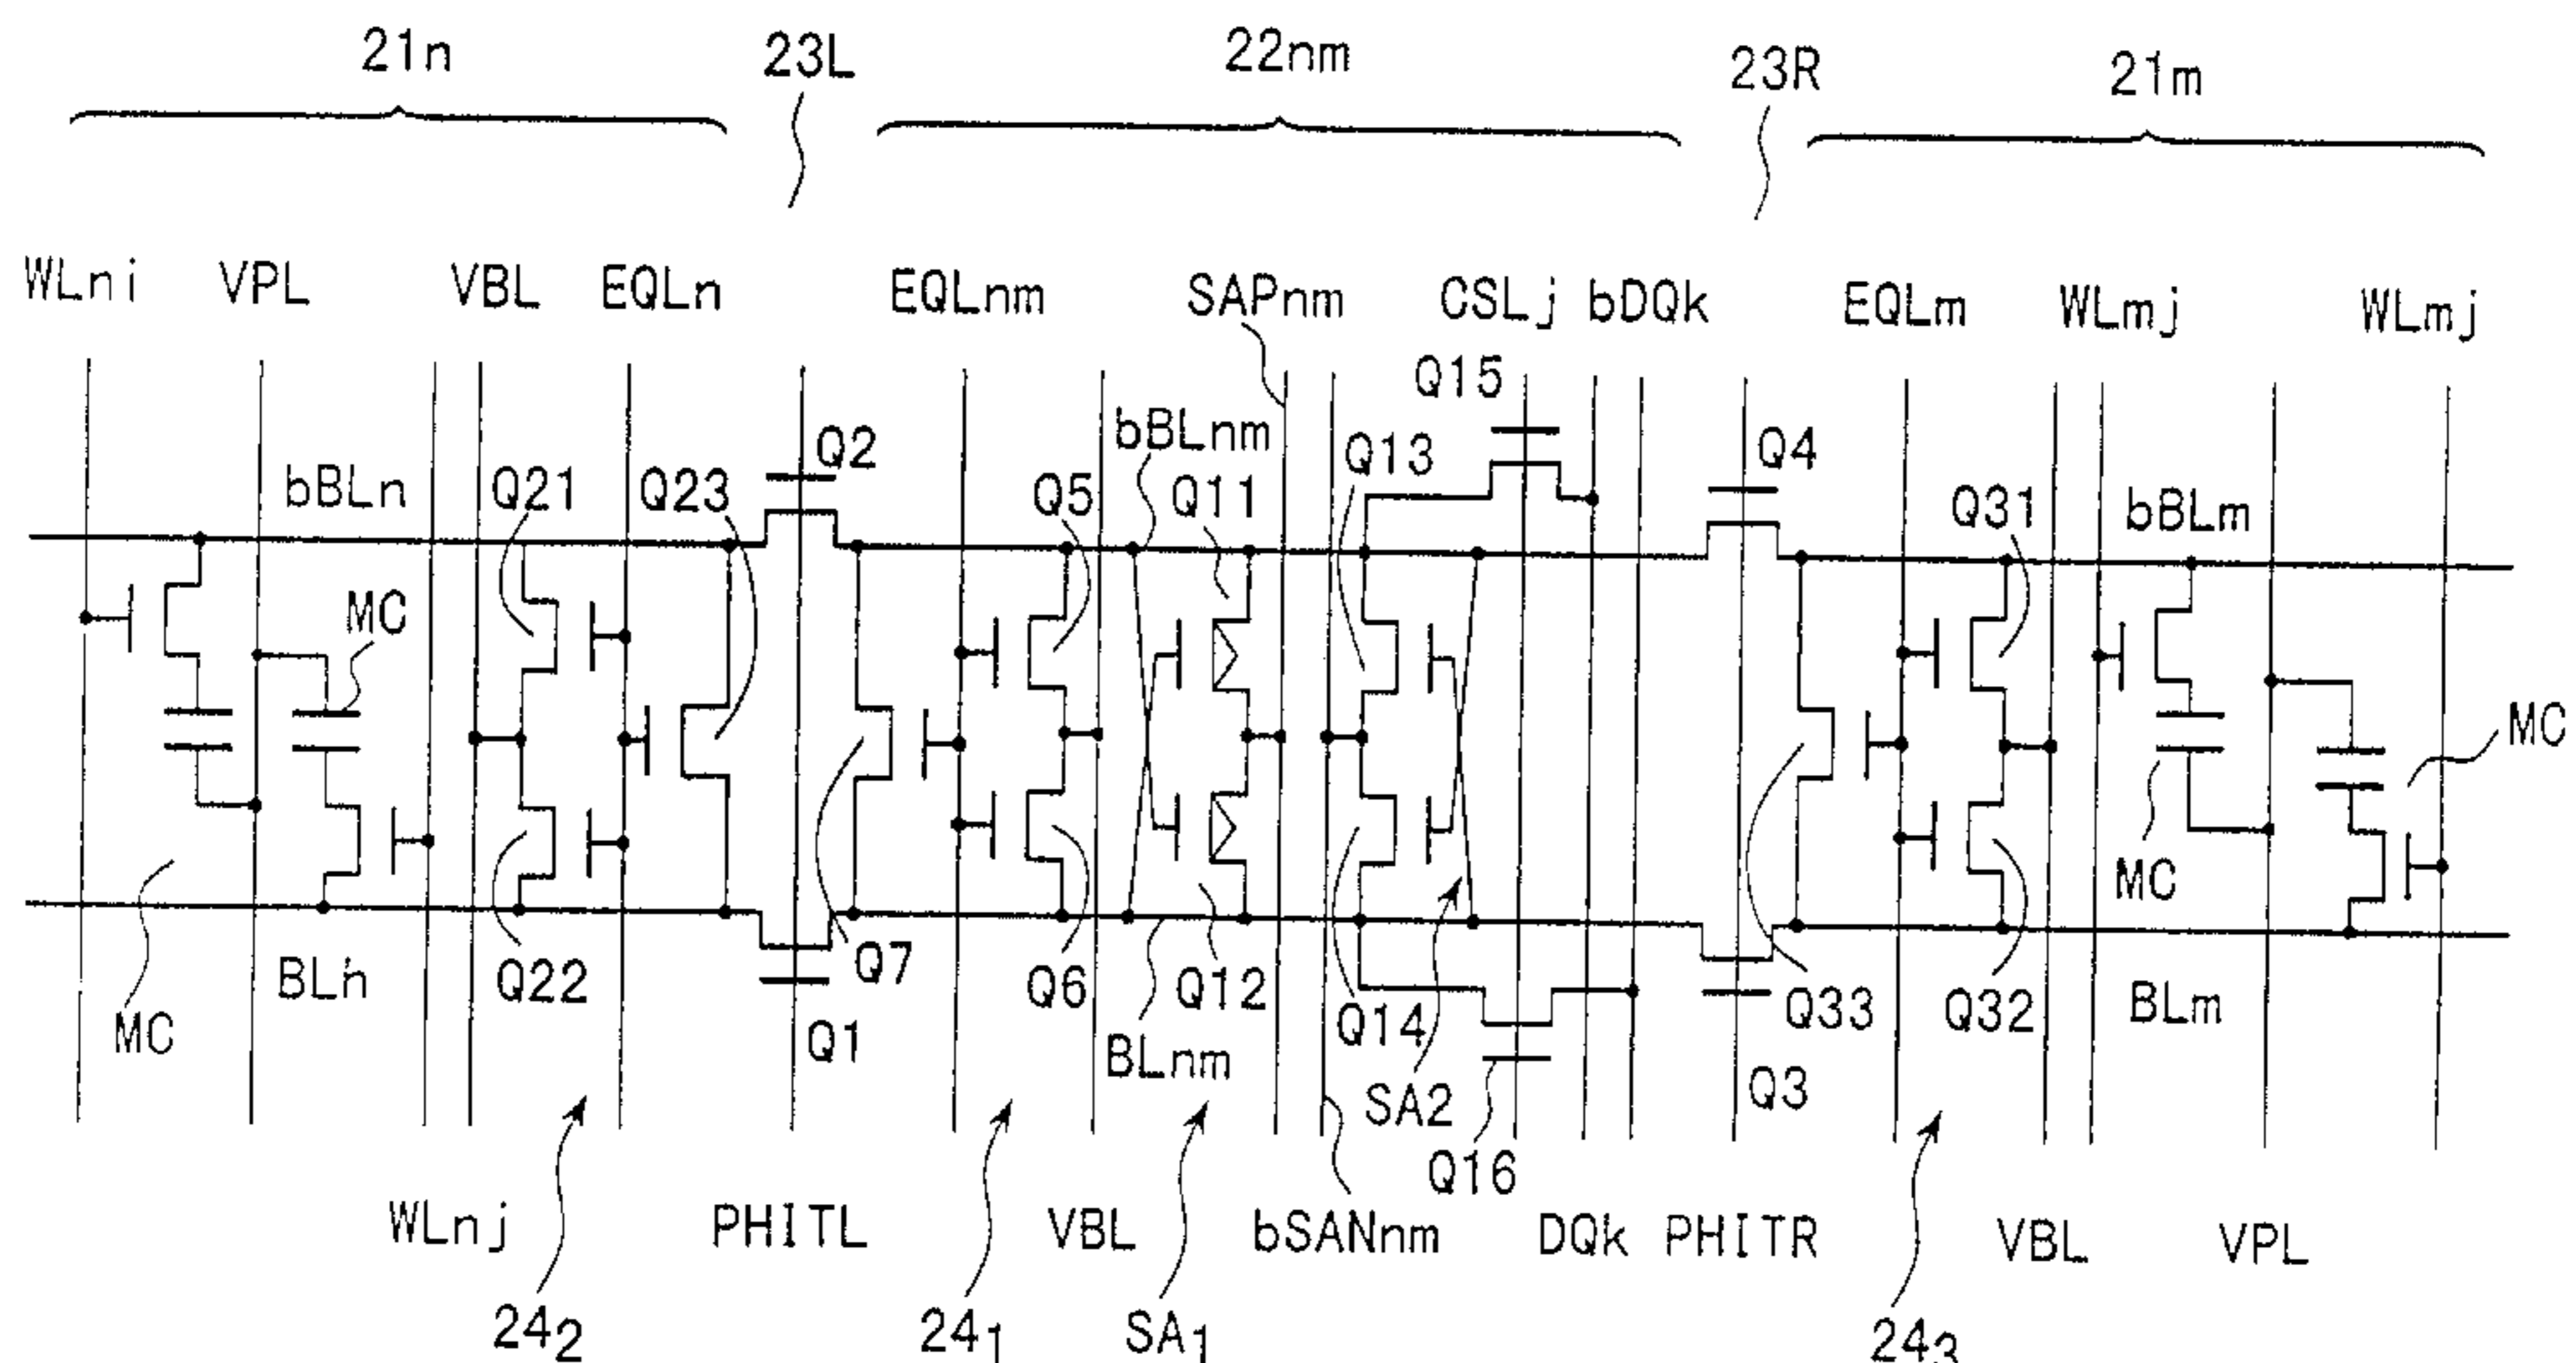 21n 23L 22nm 23R 21m
WLni VPL VBL EQLn EQLnm SAPnm CSLj bDQk EQLm WLmj WLmj
Q15
bBLn Q21 Q23 Q2 Q5 bBLnm Q11 Q13 Q4 Q31 bBLm
MC
MC
MC
BLn Q22 Q7 Q6 Q12 Q14 Q33 Q32 BLm
MC Q1 BLnm SA2 Q3
Q16
WLnj PHITL VBL bSANnm DQk PHITR VBL VPL
242 241 SA1 243